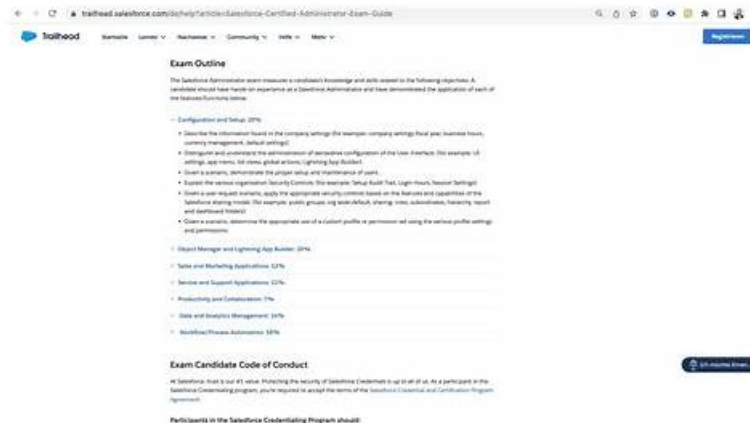 trailhead.salesforce.com/de/help?article=Salesforce-Certified-Administrator-Exam-Guide
Trailhead Startseite Lernen Nachweise Community Hilfe Mehr Registrieren
Exam Outline
The Salesforce Administrator exam measures a candidate's knowledge and skills related to the following objectives. A
candidate should have hands-on experience as a Salesforce Administrator and have demonstrated the application of each of
the features/functions below.
Configuration and Setup: 20%
Describe the information found in the company settings (for example: company settings fiscal year, business hours,
currency management, default settings).
Distinguish and understand the administration of declarative configuration of the User Interface. (for example: UI
settings, app menu, list views, global actions, Lightning App Builder).
Given a scenario, demonstrate the proper setup and maintenance of users.
Explain the various organization Security Controls. (for example: Setup Audit Trail, Login Hours, Session Settings)
Given a user request scenario, apply the appropriate security controls based on the features and capabilities of the
Salesforce sharing model. (for example: public groups, org wide default, sharing: roles, subordinates, hierarchy, report
and dashboard folders)
Given a scenario, determine the appropriate use of a custom profile or permission set using the various profile settings
and permissions.
Object Manager and Lightning App Builder: 20%
Sales and Marketing Applications: 12%
Service and Support Applications: 11%
Productivity and Collaboration: 7%
Data and Analytics Management: 14%
Workflow/Process Automation: 16%
Exam Candidate Code of Conduct
At Salesforce, trust is our #1 value. Protecting the security of Salesforce Credentials is up to all of us. As a participant in the
Salesforce Credentialing program, you're required to accept the terms of the Salesforce Credential and Certification Program
Agreement.
Participants in the Salesforce Credentialing Program should: